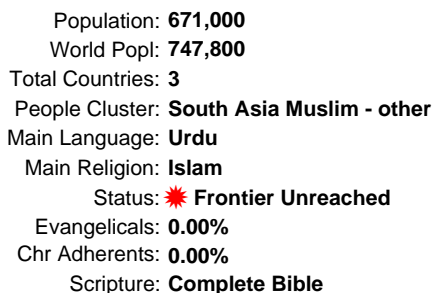 Population: 671,000
World Popl: 747,800
Total Countries: 3
People Cluster: South Asia Muslim - other
Main Language: Urdu
Main Religion: Islam
Status: Frontier Unreached
Evangelicals: 0.00%
Chr Adherents: 0.00%
Scripture: Complete Bible